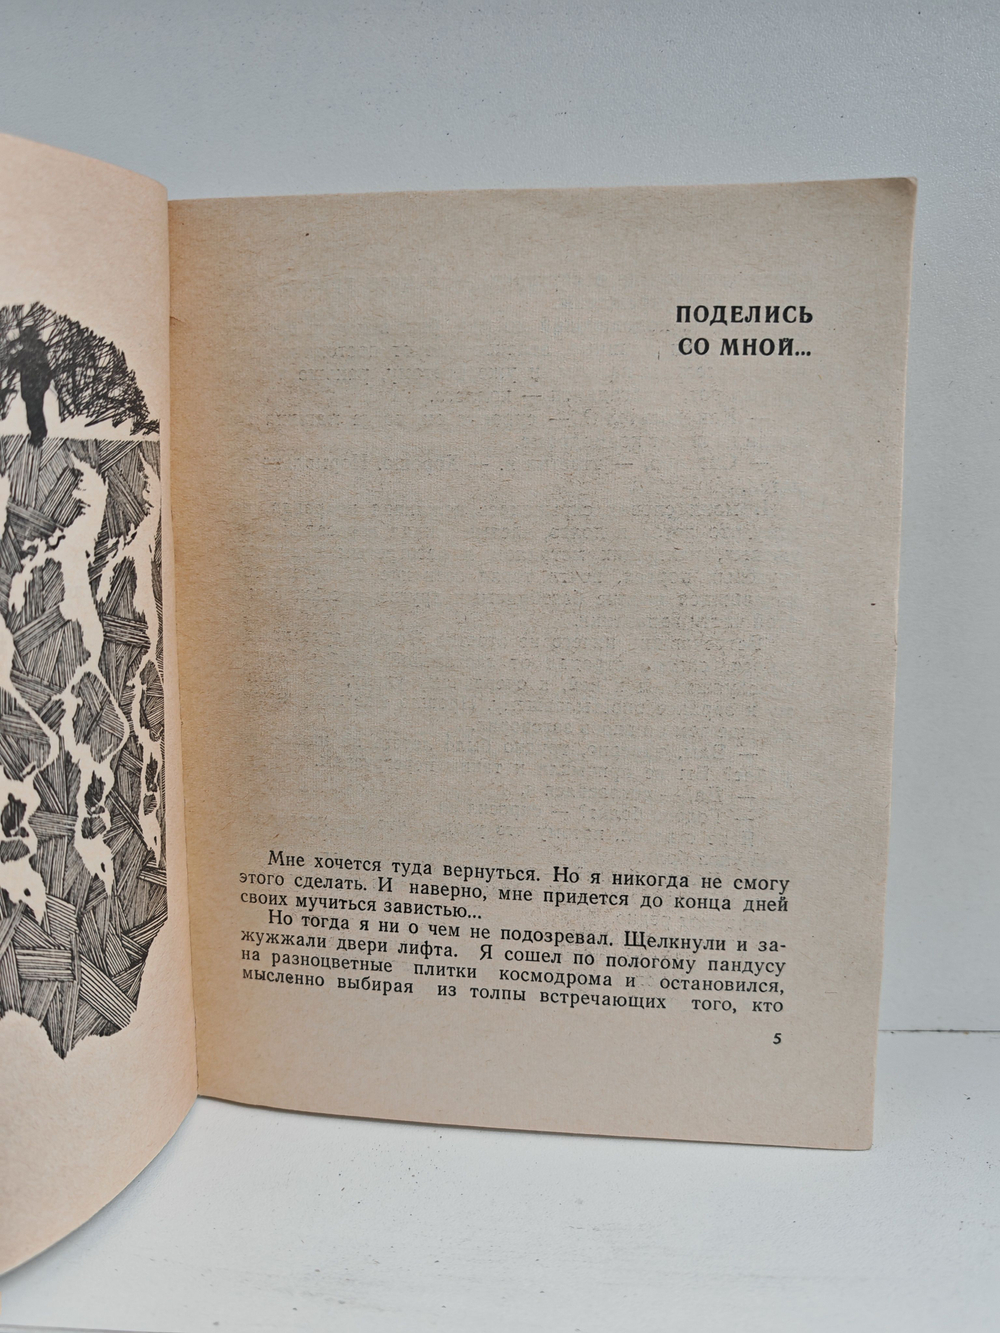 ПОДЕЛИСЬ
СО МНОЙ...
Мне хочется туда вернуться. Но я никогда не смогу
этого сделать. И наверно, мне придется до конца дней
своих мучиться завистью...
Но тогда я ни о чем не подозревал. Щелкнули и за-
жужжали двери лифта. Я сошел по пологому пандусу
на разноцветные плитки космодрома и остановился,
мысленно выбирая из толпы встречающих того, кто
5